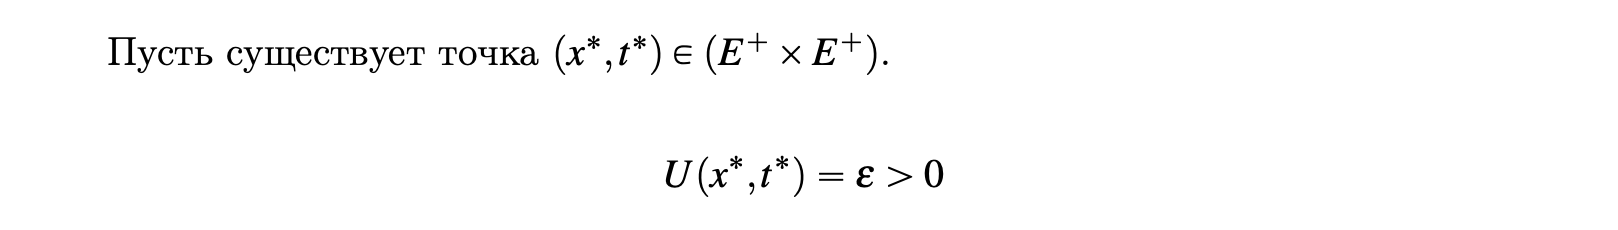 Пусть существует точка (x*,t*) ∈ (E⁺ × E⁺).
U(x*,t*) = ε > 0